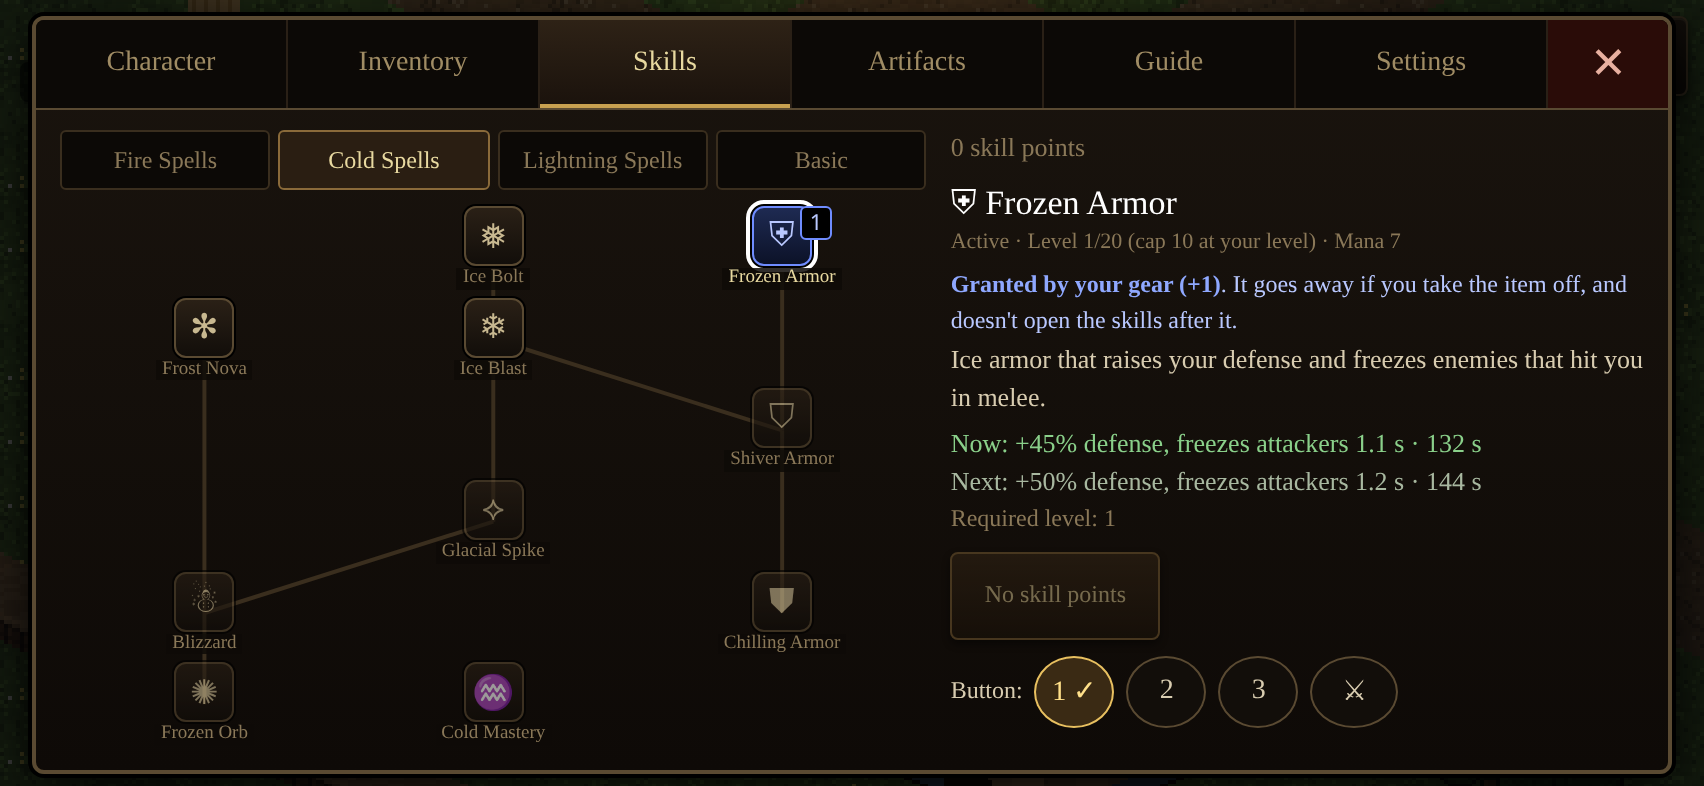 Character Inventory Skills Artifacts Guide Settings ✕
Fire Spells Cold Spells Lightning Spells Basic
1
Ice Bolt
Frozen Armor
Frost Nova
Ice Blast
Shiver Armor
Glacial Spike
Blizzard
Chilling Armor
Frozen Orb
Cold Mastery
0 skill points
Frozen Armor
Active · Level 1/20 (cap 10 at your level) · Mana 7
Granted by your gear (+1). It goes away if you take the item off, and
doesn't open the skills after it.
Ice armor that raises your defense and freezes enemies that hit you
in melee.
Now: +45% defense, freezes attackers 1.1 s · 132 s
Next: +50% defense, freezes attackers 1.2 s · 144 s
Required level: 1
No skill points
Button: 1 ✓ 2 3 ⚔